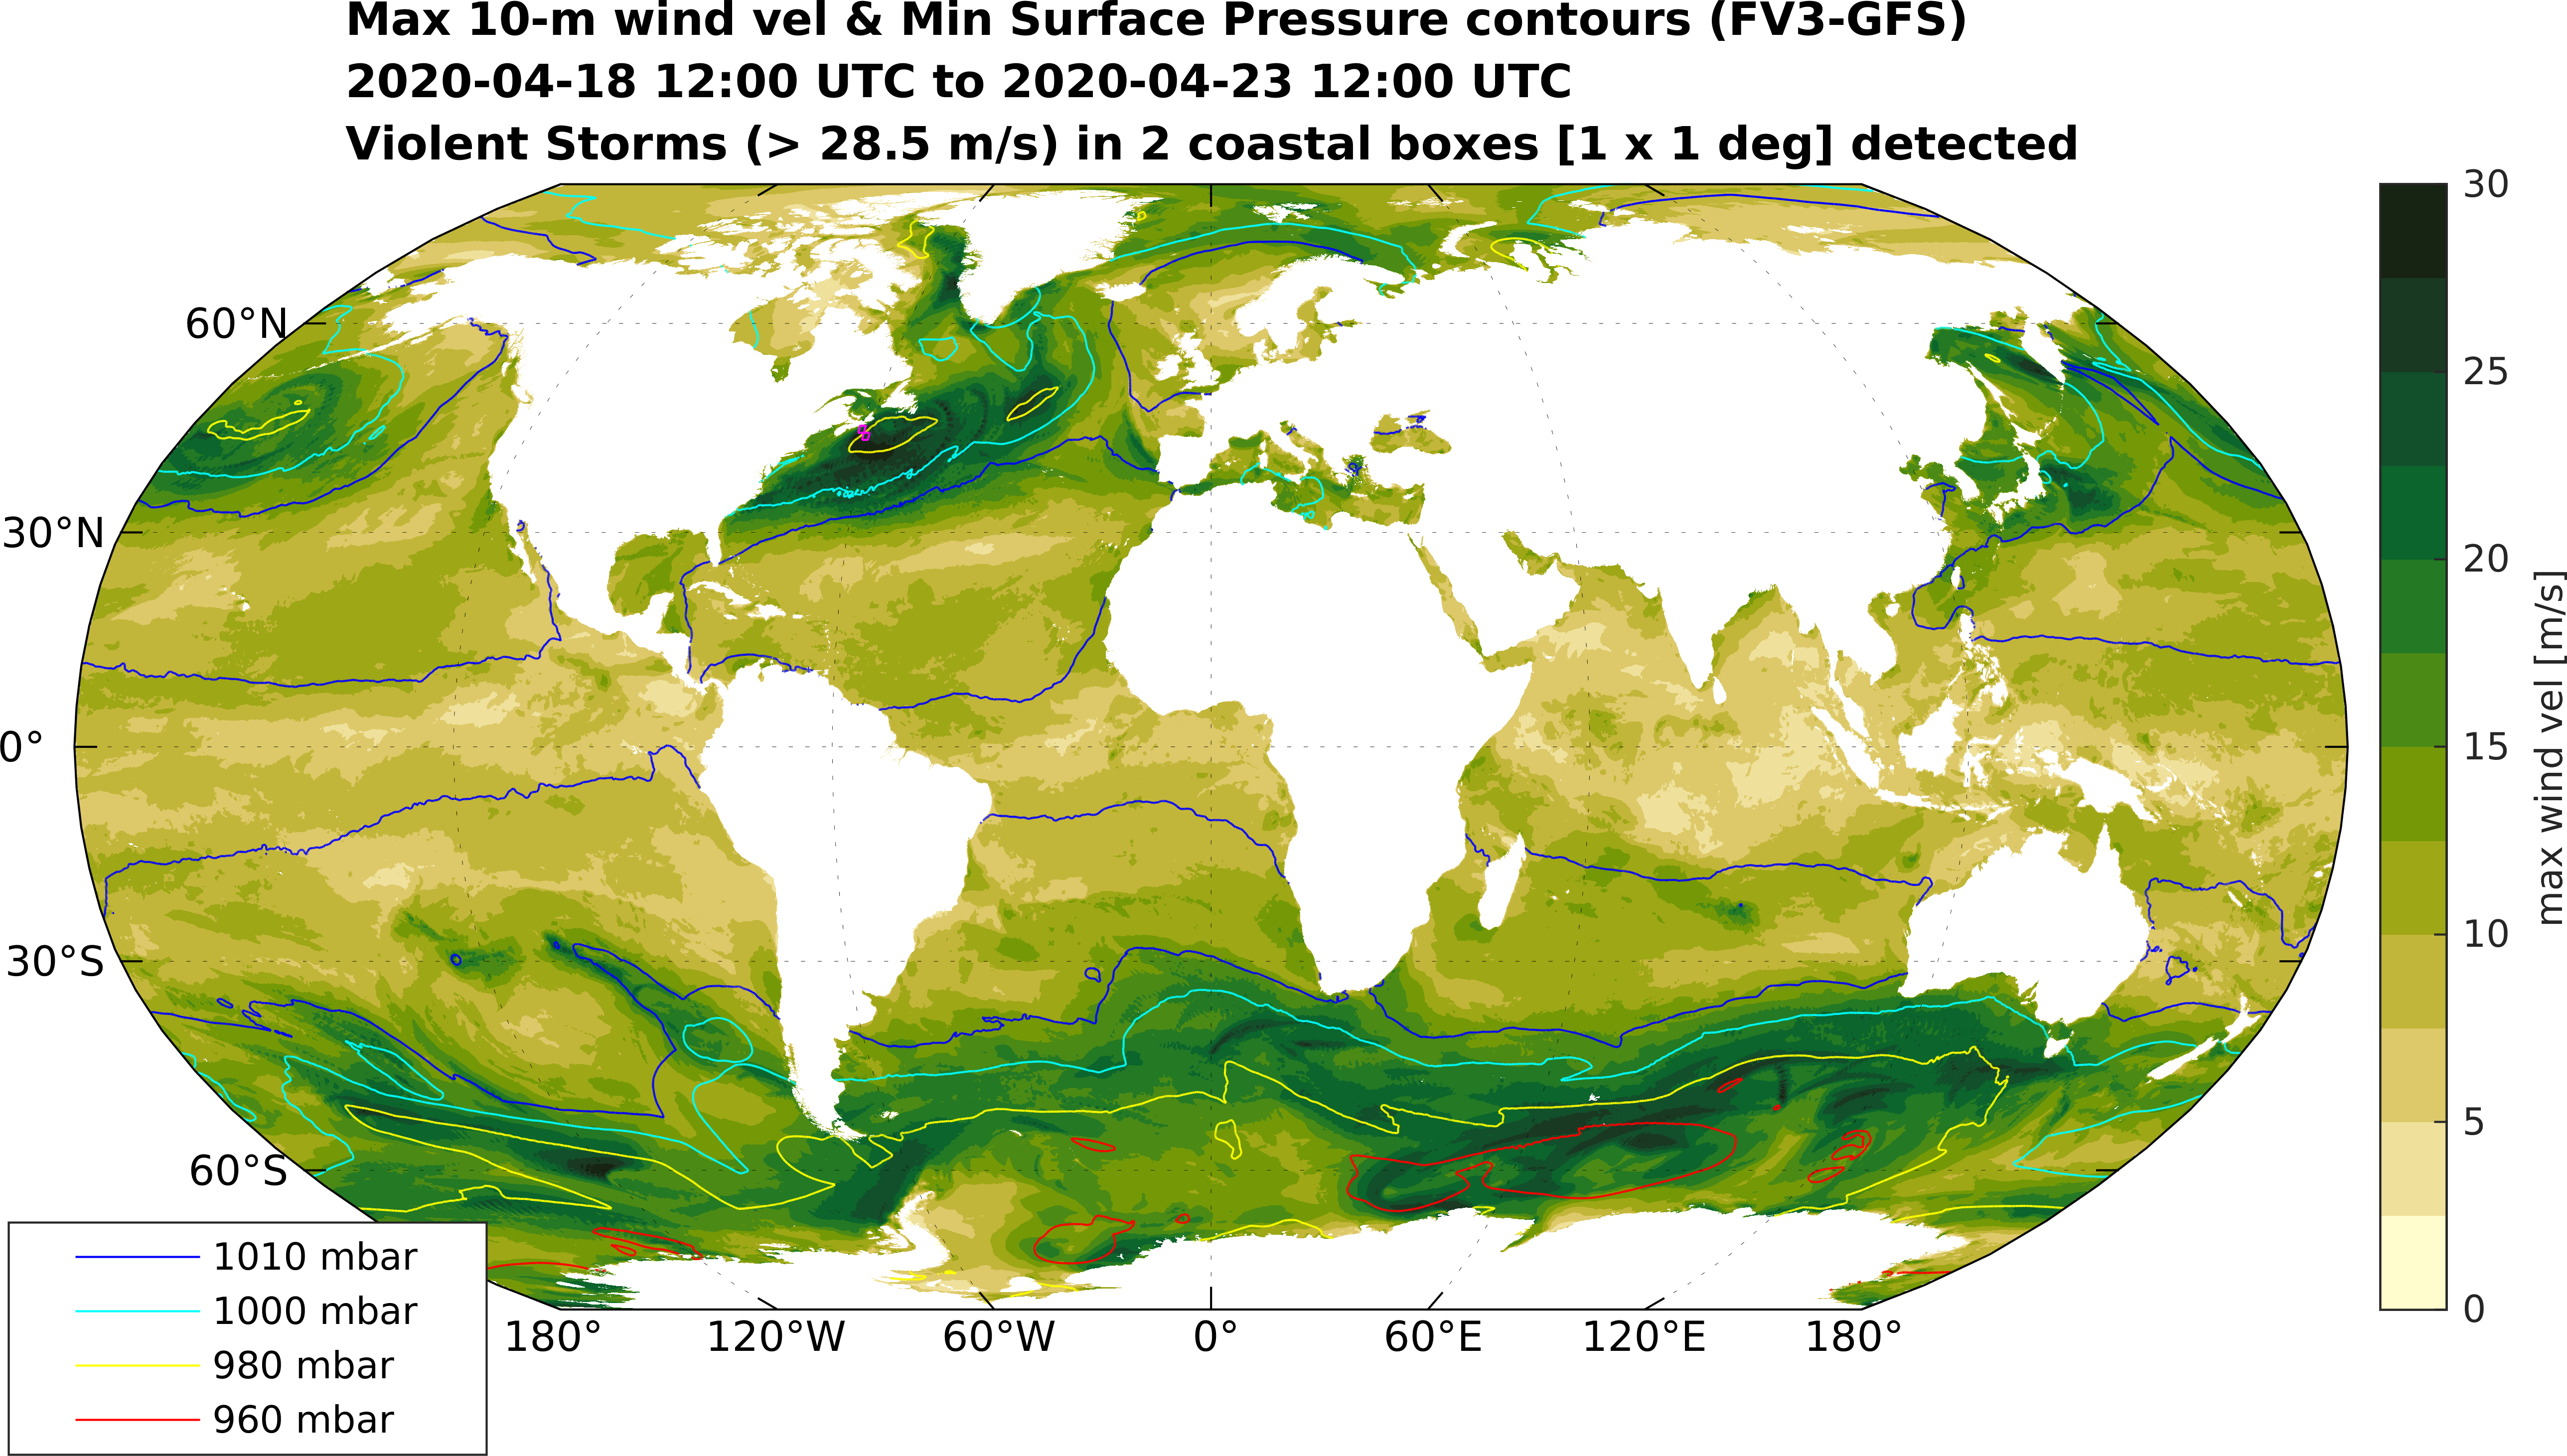 Max 10-m wind vel & Min Surface Pressure contours (FV3-GFS)
2020-04-18 12:00 UTC to 2020-04-23 12:00 UTC
Violent Storms (> 28.5 m/s) in 2 coastal boxes [1 x 1 deg] detected
60°N
30°N
0°
30°S
60°S
180°
120°W
60°W
0°
60°E
120°E
180°
1010 mbar
1000 mbar
980 mbar
960 mbar
30
25
20
15
10
5
0
max wind vel [m/s]